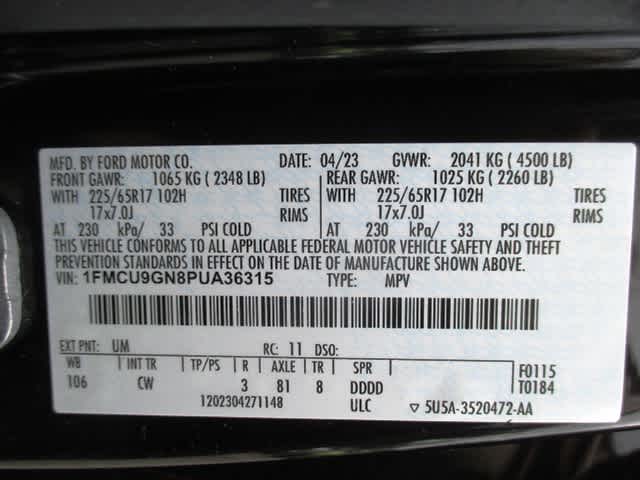 MFD. BY FORD MOTOR CO. DATE: 04/23 GVWR: 2041 KG ( 4500 LB)
FRONT GAWR: 1065 KG ( 2348 LB) REAR GAWR: 1025 KG ( 2260 LB)
WITH 225/65R17 102H TIRES WITH 225/65R17 102H TIRES
17x7.0J RIMS 17x7.0J RIMS
AT 230 kPa/ 33 PSI COLD AT 230 kPa/ 33 PSI COLD
THIS VEHICLE CONFORMS TO ALL APPLICABLE FEDERAL MOTOR VEHICLE SAFETY AND THEFT
PREVENTION STANDARDS IN EFFECT ON THE DATE OF MANUFACTURE SHOWN ABOVE.
VIN: 1FMCU9GN8PUA36315 TYPE: MPV
EXT PNT: UM RC: 11 DSO:
WB INT TR TP/PS R AXLE TR SPR
106 CW 3 81 8 DDDD
F0115
T0184
1202304271148 ULC ▽ 5U5A-3520472-AA